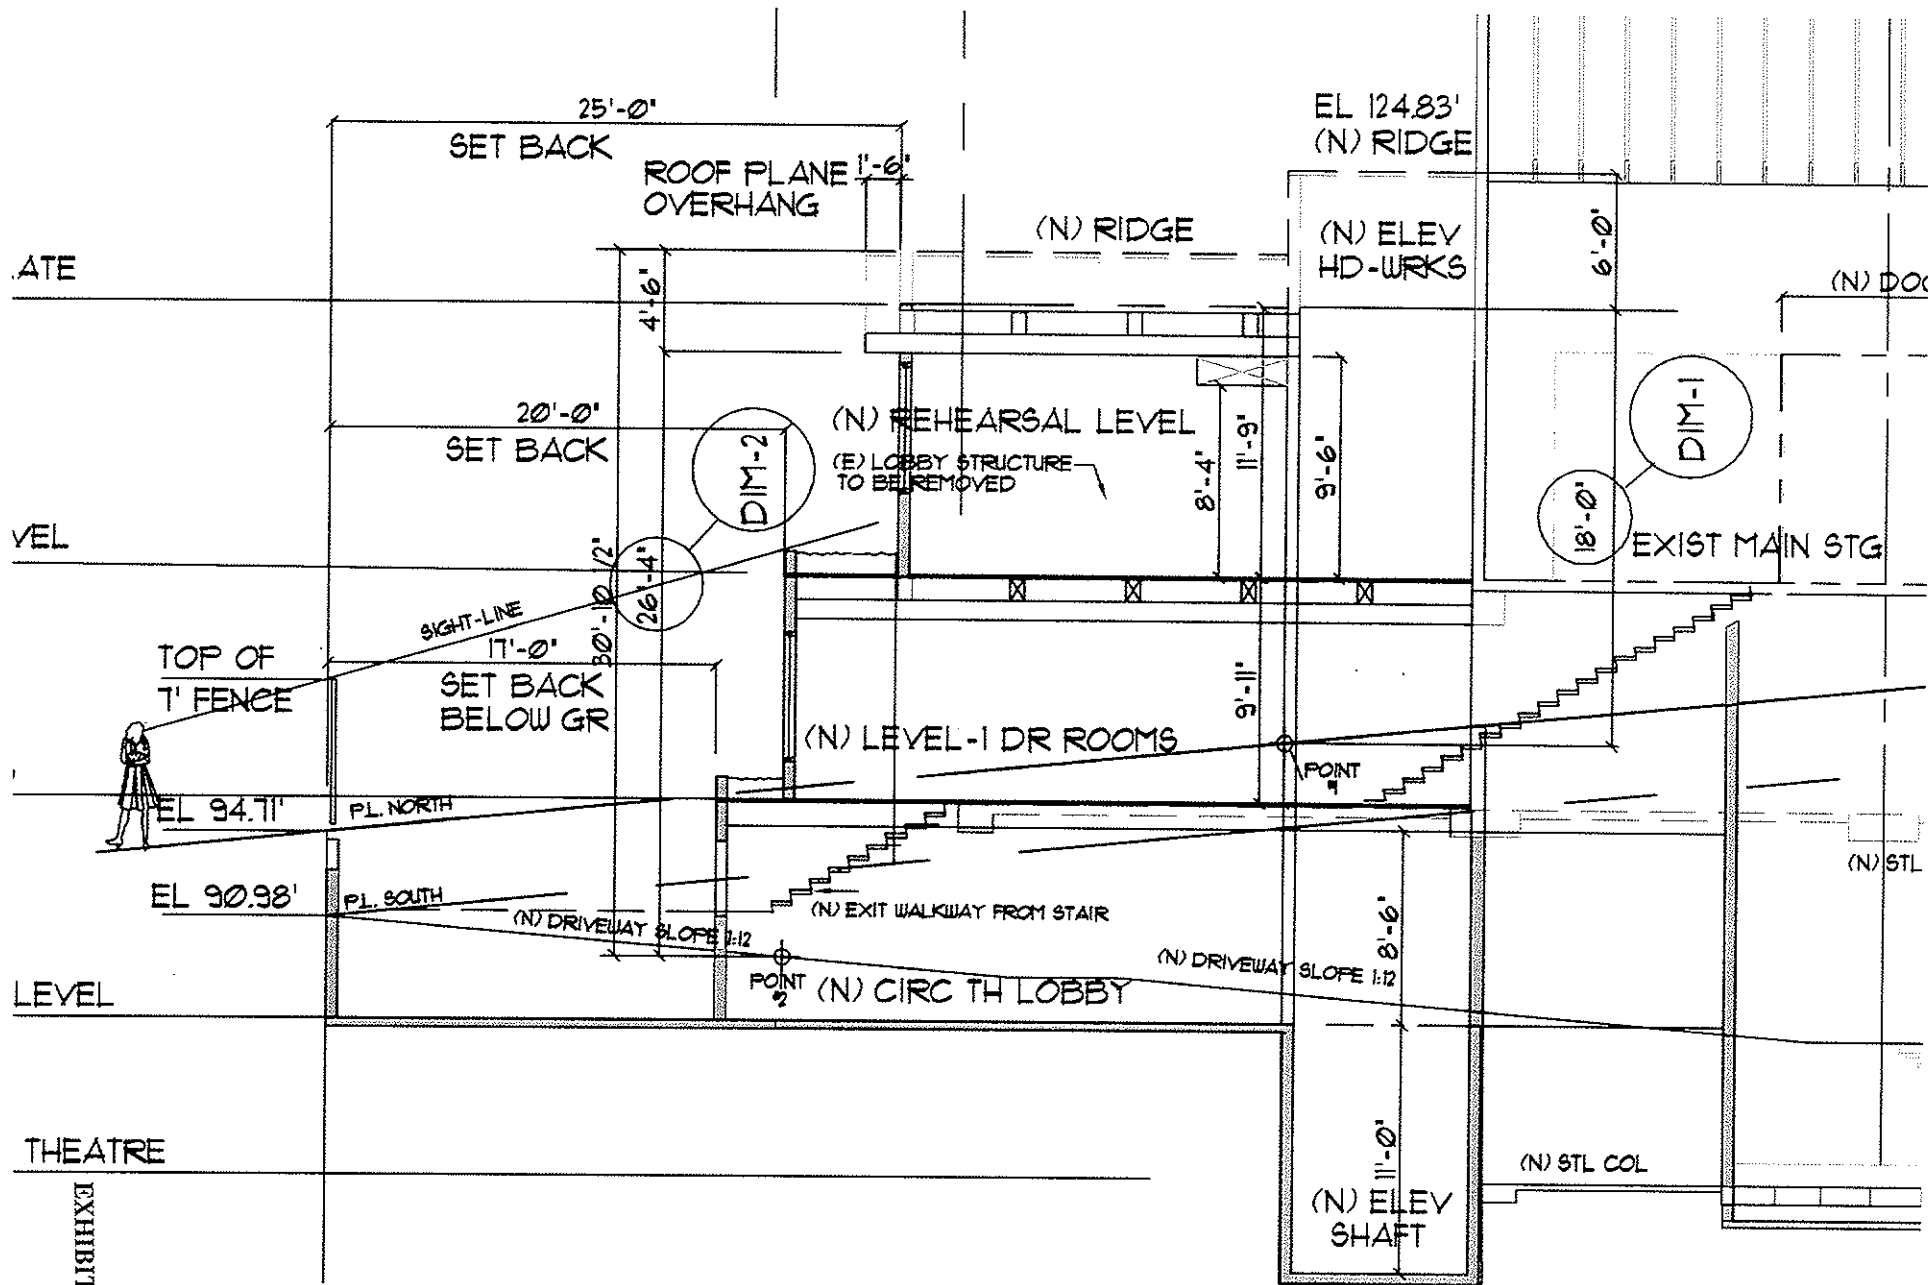 25'-0"
SET BACK
ROOF PLANE
OVERHANG
1'-6"
EL 124.83'
(N) RIDGE
(N) RIDGE
(N) ELEV
HD-WRKS
6'-0"
(N) DOO
.ATE
4'-6"
20'-0"
SET BACK
DIM-2
(N) REHEARSAL LEVEL
(E) LOBBY STRUCTURE
TO BE REMOVED
8'-4"
11'-9"
9'-6"
DIM-1
18'-0"
EXIST MAIN STG
VEL
30'-10 1/2"
26'-4"
SIGHT-LINE
TOP OF
7' FENCE
17'-0"
SET BACK
BELOW GR
(N) LEVEL-1 DR ROOMS
9'-11"
POINT
#1
EL 94.71'
P.L. NORTH
EL 90.98'
P.L. SOUTH
(N) DRIVEWAY SLOPE 1:12
(N) EXIT WALKWAY FROM STAIR
8'-6"
(N) STL
POINT
#2
(N) CIRC TH LOBBY
(N) DRIVEWAY SLOPE 1:12
LEVEL
THEATRE
11'-0"
(N) ELEV
SHAFT
(N) STL COL
EXHIBIT